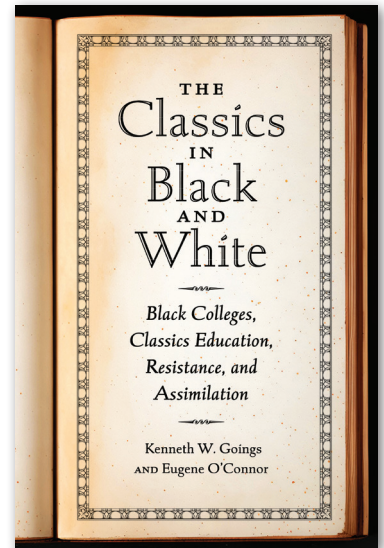 THE
Classics
IN
Black
AND
White
Black Colleges,
Classics Education,
Resistance, and
Assimilation
Kenneth W. Goings
AND Eugene O'Connor